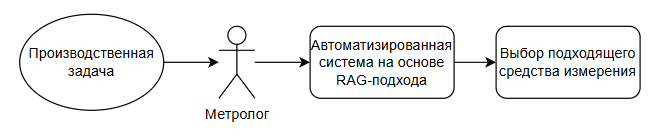 Производственная
задача
Метролог
Автоматизированная
система на основе
RAG-подхода
Выбор подходящего
средства измерения